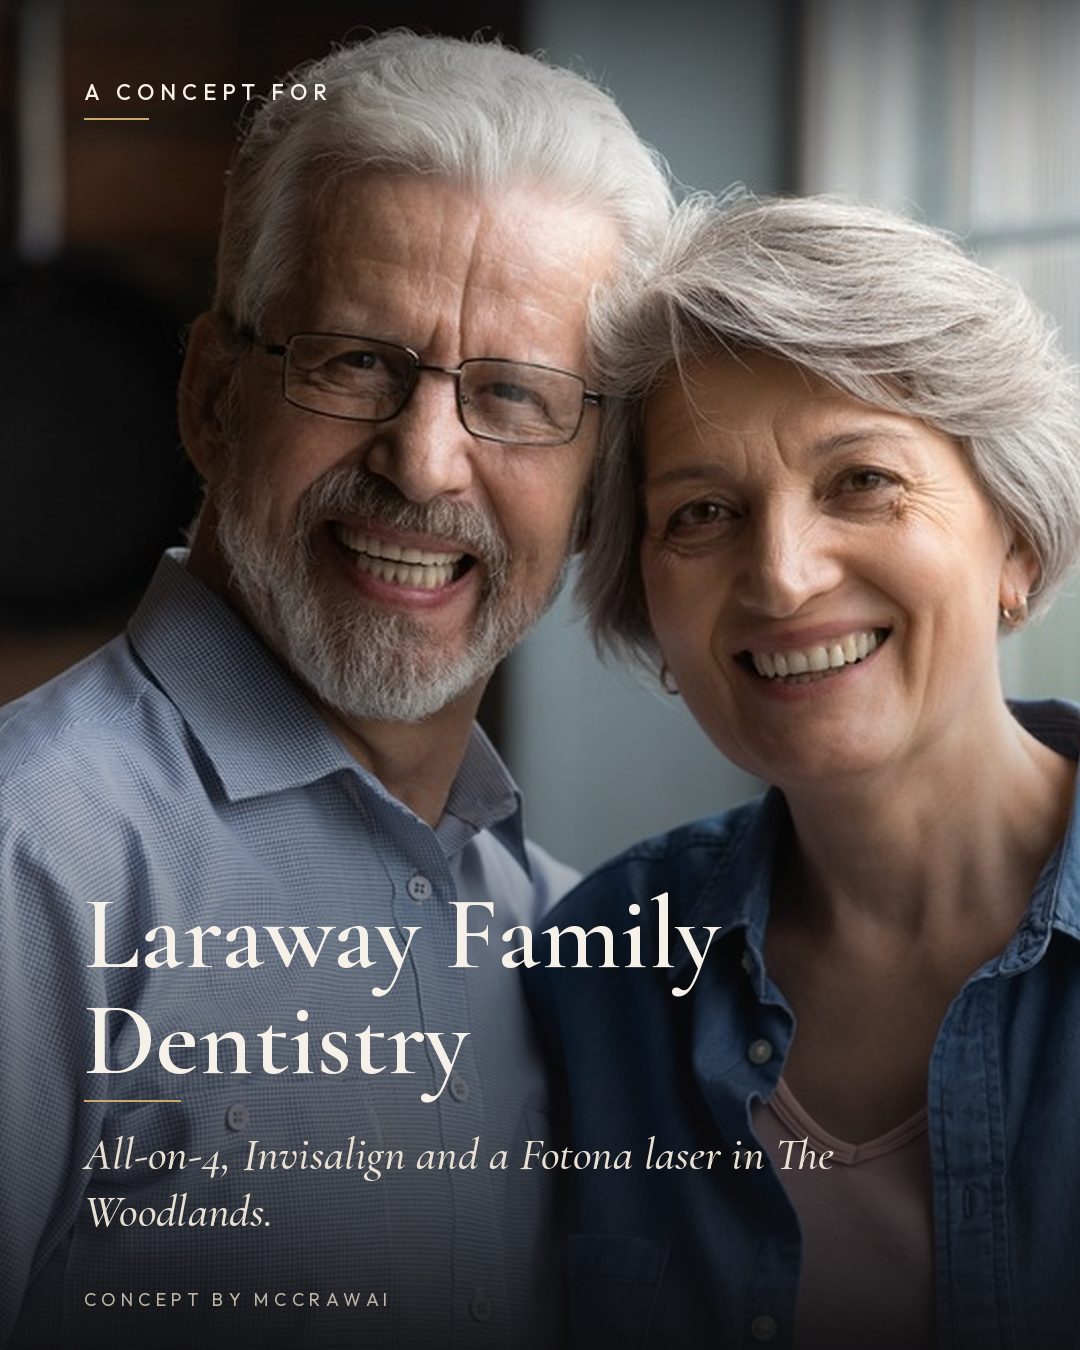 A CONCEPT FOR
Laraway Family
Dentistry
All-on-4, Invisalign and a Fotona laser in The
Woodlands.
CONCEPT BY MCCRAWAI